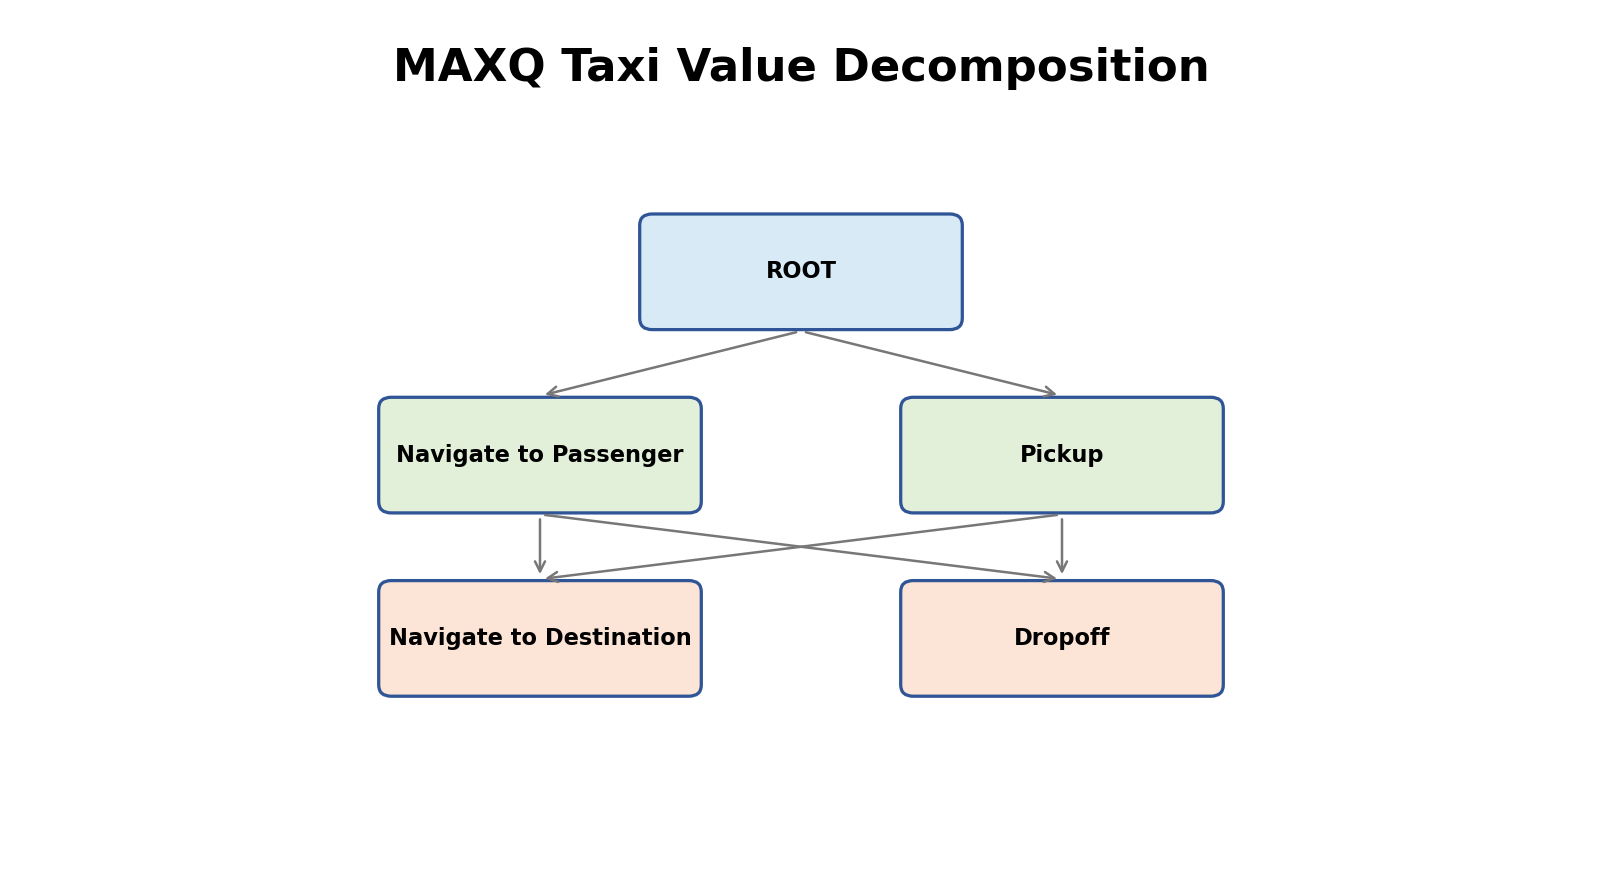 MAXQ Taxi Value Decomposition
ROOT
Navigate to Passenger
Pickup
Navigate to Destination
Dropoff